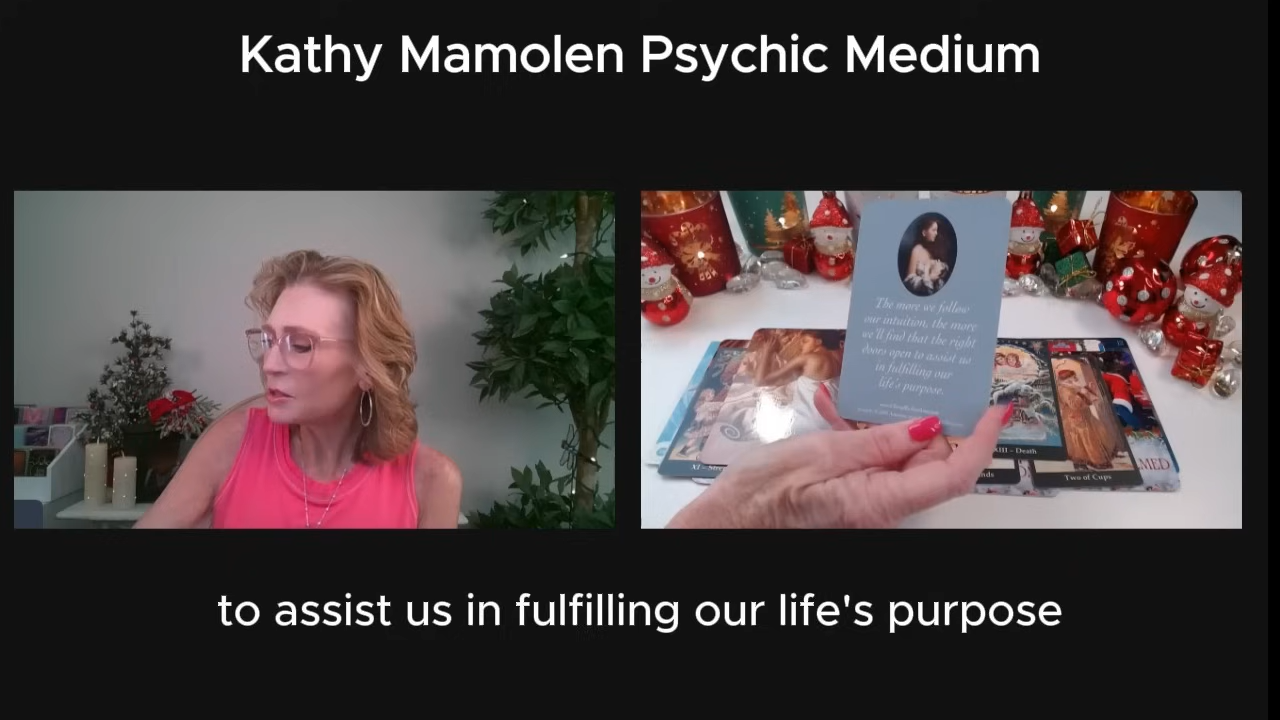 Kathy Mamolen Psychic Medium
The more we follow
our intuition, the more
we'll find that the right
doors open to assist us
in fulfilling our
life's purpose.
XIII - Death
Two of Cups
to assist us in fulfilling our life's purpose